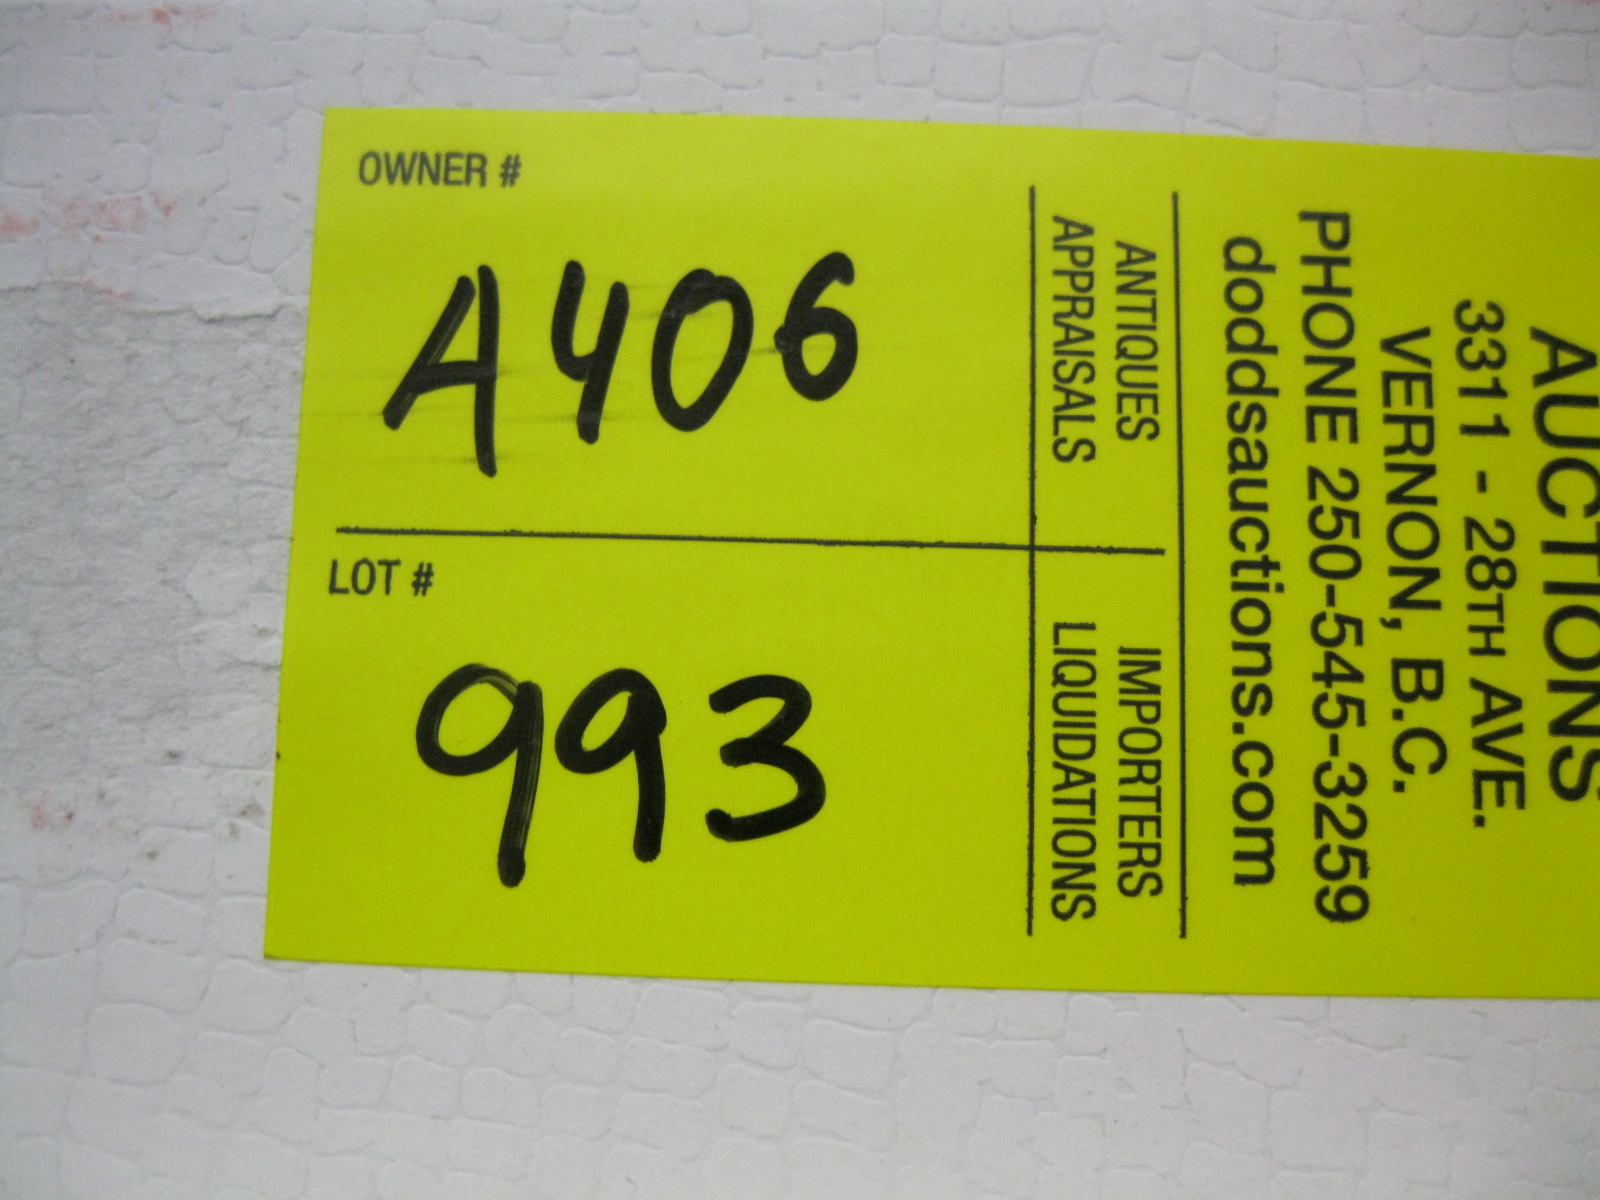 AUCTIONS
3311 - 28TH AVE.
VERNON, B.C.
PHONE 250-545-3259
doddsauctions.com
ANTIQUES IMPORTERS
APPRAISALS LIQUIDATIONS
OWNER #
A406
LOT #
993